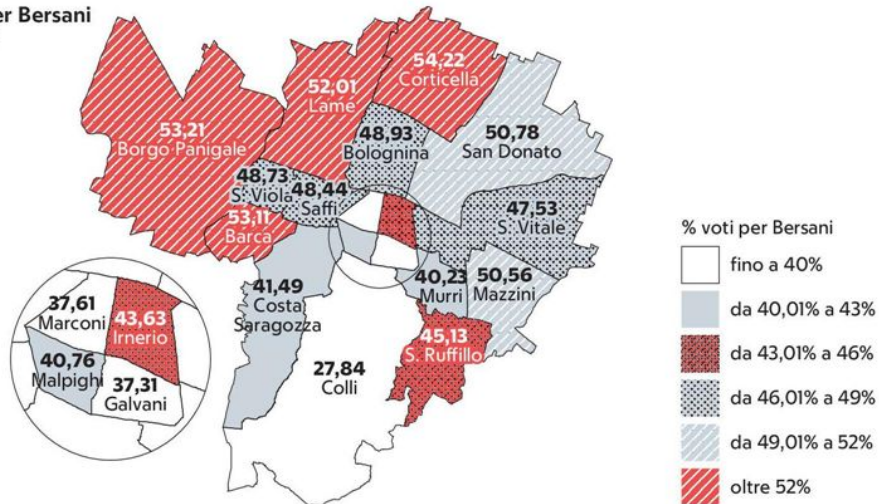 er Bersani
54,22
Corticella
52,01
Lame
53,21
Borgo Panigale
48,93
Bolognina
50,78
San Donato
48,73
S. Viola
48,44
Saffi
53,11
Barca
47,53
S. Vitale
41,49
Costa
Saragozza
40,23
Murri
50,56
Mazzini
45,13
S. Ruffillo
27,84
Colli
37,61
Marconi
43,63
Irnerio
40,76
Malpighi
37,31
Galvani
% voti per Bersani
fino a 40%
da 40,01% a 43%
da 43,01% a 46%
da 46,01% a 49%
da 49,01% a 52%
oltre 52%